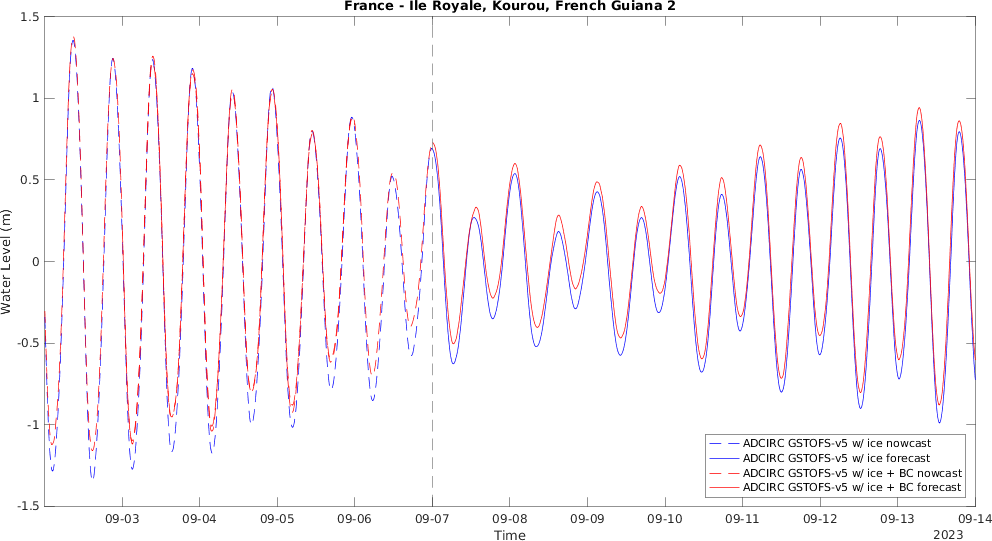 France - Ile Royale, Kourou, French Guiana 2
1.5
1
0.5
0
-0.5
-1
-1.5
Water Level (m)
ADCIRC GSTOFS-v5 w/ ice nowcast
ADCIRC GSTOFS-v5 w/ ice forecast
ADCIRC GSTOFS-v5 w/ ice + BC nowcast
ADCIRC GSTOFS-v5 w/ ice + BC forecast
09-03 09-04 09-05 09-06 09-07 09-08 09-09 09-10 09-11 09-12 09-13 09-14
Time
2023